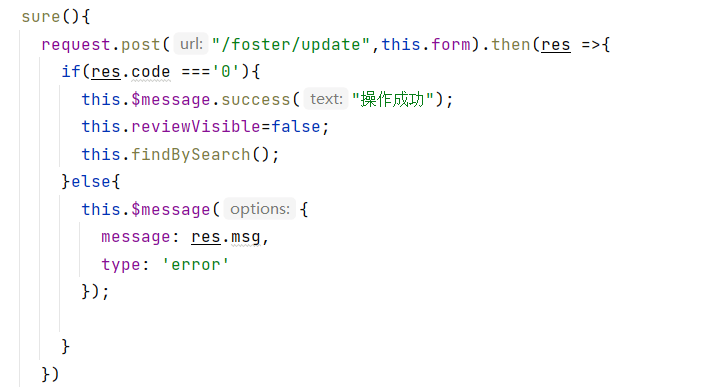 sure(){
request.post( url: "/foster/update",this.form).then(res =>{
if(res.code ==='0'){
this.$message.success( text: "操作成功");
this.reviewVisible=false;
this.findBySearch();
}else{
this.$message( options: {
message: res.msg,
type: 'error'
});
}
})